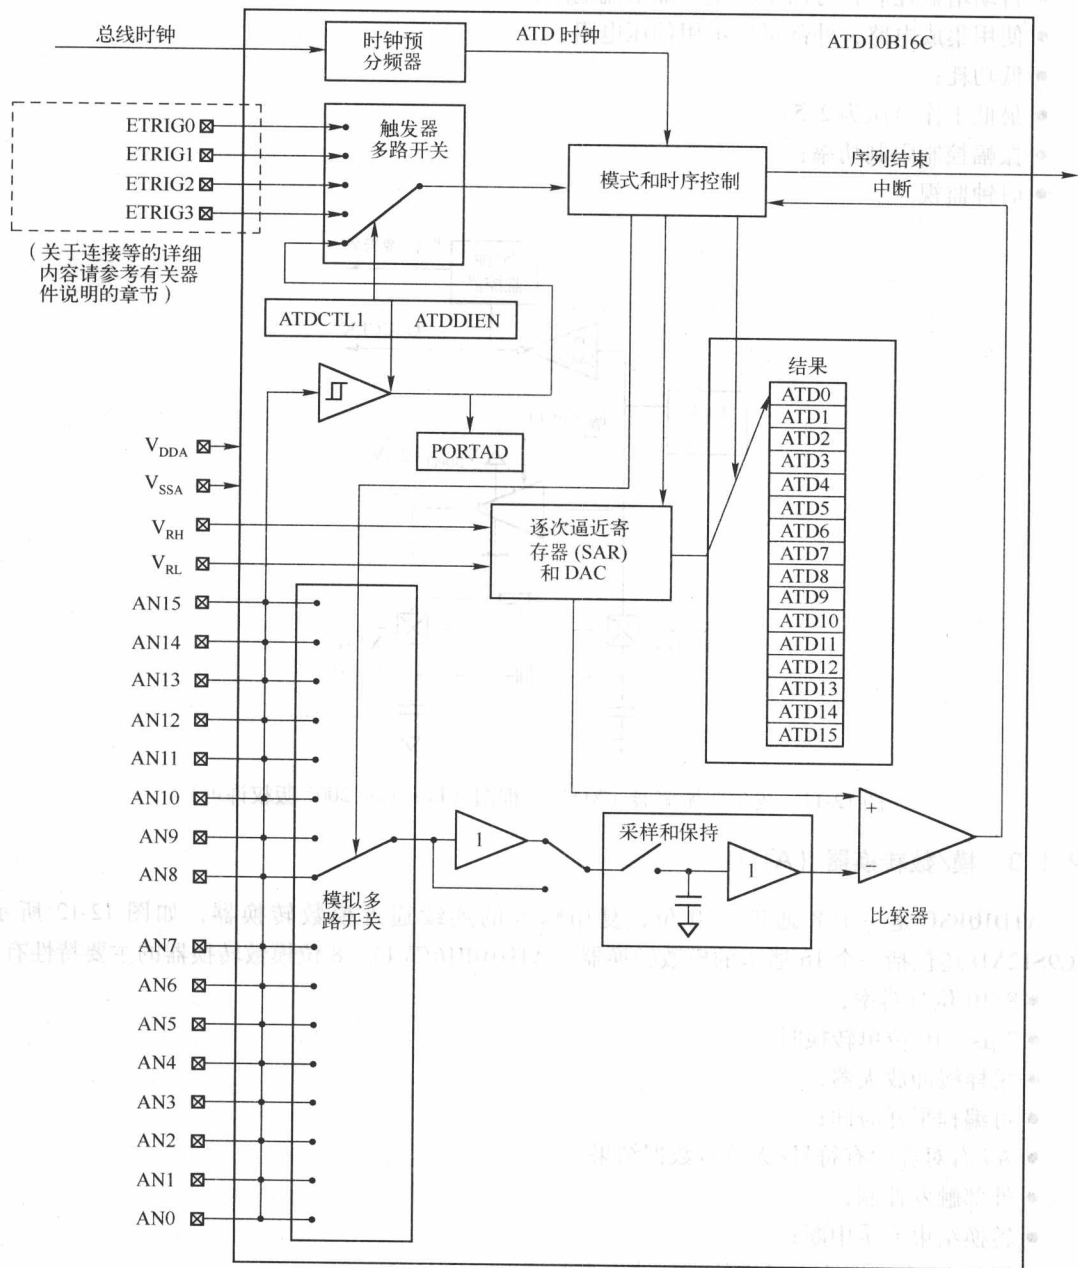 总线时钟
时钟预
分频器
ATD 时钟
ATD10B16C
ETRIG0
ETRIG1
ETRIG2
ETRIG3
触发器
多路开关
模式和时序控制
序列结束
中断
(关于连接等的详细
内容请参考有关器
件说明的章节)
ATDCTL1
ATDDIEN
PORTAD
结果
ATD0
ATD1
ATD2
ATD3
ATD4
ATD5
ATD6
ATD7
ATD8
ATD9
ATD10
ATD11
ATD12
ATD13
ATD14
ATD15
VDDA
VSSA
VRH
VRL
逐次逼近寄
存器 (SAR)
和 DAC
AN15
AN14
AN13
AN12
AN11
AN10
AN9
AN8
AN7
AN6
AN5
AN4
AN3
AN2
AN1
AN0
模拟多
路开关
1
采样和保持
1
+
−
比较器